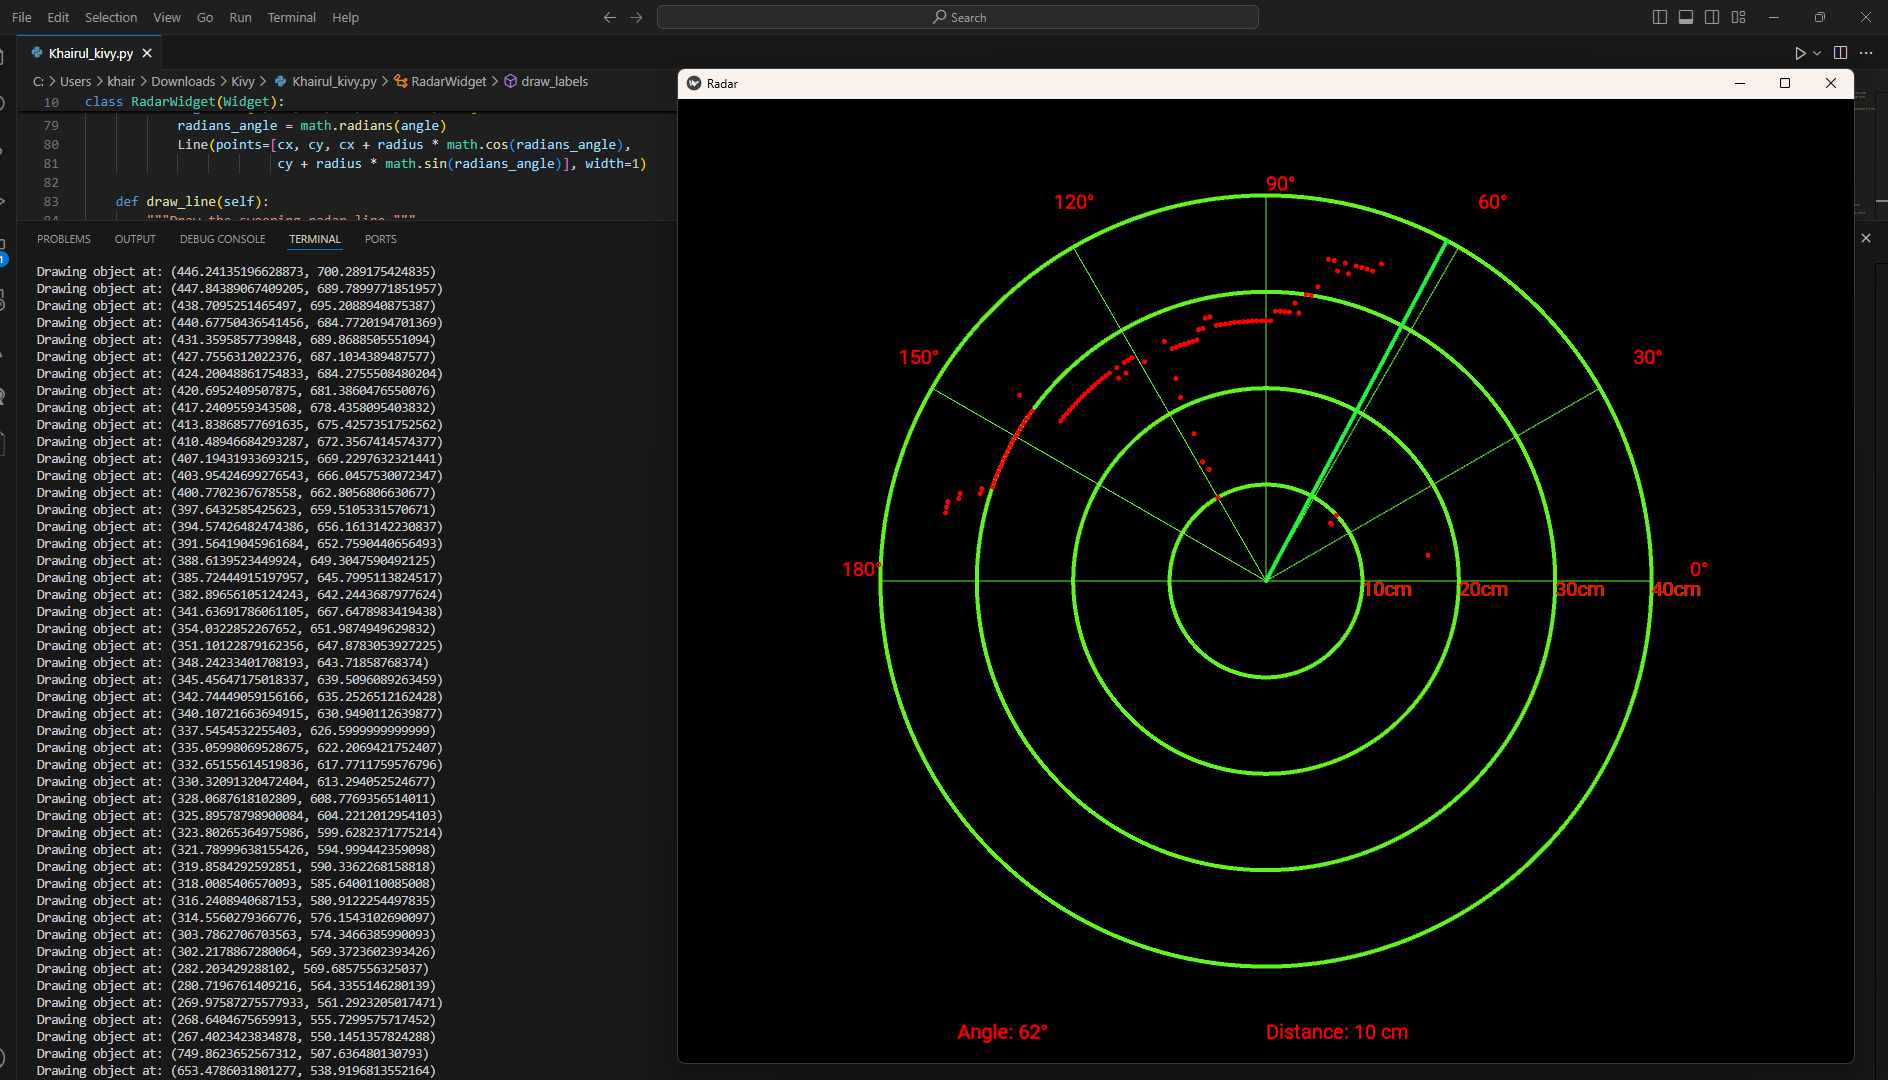 File Edit Selection View Go Run Terminal Help
Search
Khairul_kivy.py
C: > Users > khair > Downloads > Kivy > Khairul_kivy.py > RadarWidget > draw_labels
10 class RadarWidget(Widget):
79 radians_angle = math.radians(angle)
80 Line(points=[cx, cy, cx + radius * math.cos(radians_angle),
81 cy + radius * math.sin(radians_angle)], width=1)
82
83 def draw_line(self):
84 """Draw the sweeping radar line."""
PROBLEMS OUTPUT DEBUG CONSOLE TERMINAL PORTS
Drawing object at: (446.24135196628873, 700.289175424835)
Drawing object at: (447.84389067409205, 689.7899771851957)
Drawing object at: (438.7095251465497, 695.2088940875387)
Drawing object at: (440.67750436541456, 684.7720194701369)
Drawing object at: (431.3595857739848, 689.8688505551094)
Drawing object at: (427.7556312022376, 687.1034389487577)
Drawing object at: (424.20048861754833, 684.2755508480204)
Drawing object at: (420.6952409507875, 681.38604765500​76)
Drawing object at: (417.2409559343508, 678.4358095403832)
Drawing object at: (413.83868577691635, 675.4257351752562)
Drawing object at: (410.48946684293287, 672.3567414574377)
Drawing object at: (407.19431933693215, 669.2297632321441)
Drawing object at: (403.95424699276543, 666.0457530072347)
Drawing object at: (400.7702367678558, 662.8056806630677)
Drawing object at: (397.6432585425623, 659.5105331570671)
Drawing object at: (394.57426482474386, 656.1613142230837)
Drawing object at: (391.56419045961684, 652.7590440656493)
Drawing object at: (388.6139523449924, 649.3047590492125)
Drawing object at: (385.72444915197957, 645.7995113824517)
Drawing object at: (382.89656105124243, 642.2443687977624)
Drawing object at: (341.63691786061105, 667.6478983419438)
Drawing object at: (354.0322852267652, 651.9874949629832)
Drawing object at: (351.10122879162356, 647.8783053927225)
Drawing object at: (348.24233401708193, 643.71858768374)
Drawing object at: (345.45647175018337, 639.5096089263459)
Drawing object at: (342.74449059156166, 635.2526512162428)
Drawing object at: (340.10721663694915, 630.9490112639877)
Drawing object at: (337.5454532255403, 626.5999999999999)
Drawing object at: (335.05998069528675, 622.2069421752407)
Drawing object at: (332.65155614519836, 617.7711759576796)
Drawing object at: (330.32091320472404, 613.294052524677)
Drawing object at: (328.0687618102809, 608.7769356514011)
Drawing object at: (325.89578798900084, 604.2212012954103)
Drawing object at: (323.80265364975986, 599.6282371775214)
Drawing object at: (321.78999638155426, 594.999442359098)
Drawing object at: (319.8584292592851, 590.3362268158818)
Drawing object at: (318.0085406570093, 585.6400110085008)
Drawing object at: (316.2408940687153, 580.9122254497835)
Drawing object at: (314.5560279366776, 576.1543102690097)
Drawing object at: (303.7862706703563, 574.3466385990093)
Drawing object at: (302.2178867280064, 569.3723602393426)
Drawing object at: (282.203429288102, 569.6857556325037)
Drawing object at: (280.7196761409216, 564.3355146280139)
Drawing object at: (269.97587275577933, 561.2923205017471)
Drawing object at: (268.6404675659913, 555.7299575717452)
Drawing object at: (267.4023423834878, 550.1451357824288)
Drawing object at: (749.8623652567312, 507.636480130793)
Drawing object at: (653.4786031801277, 538.9196813552164)
Radar
90°
120°
60°
150°
30°
180°
0°
10cm 20cm 30cm 40cm
Angle: 62° Distance: 10 cm